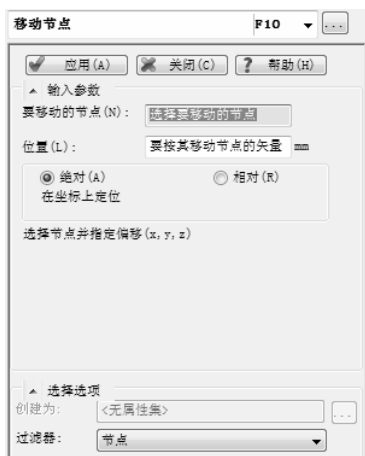 移动节点 F10 ...
应用(A) 关闭(C) ? 帮助(H)
输入参数
要移动的节点(N): 选择要移动的节点
位置(L): 要按其移动节点的矢量 mm
绝对(A) 相对(R)
在坐标上定位
选择节点并指定偏移(x,y,z)
选择选项
创建为: <无属性集> ...
过滤器: 节点